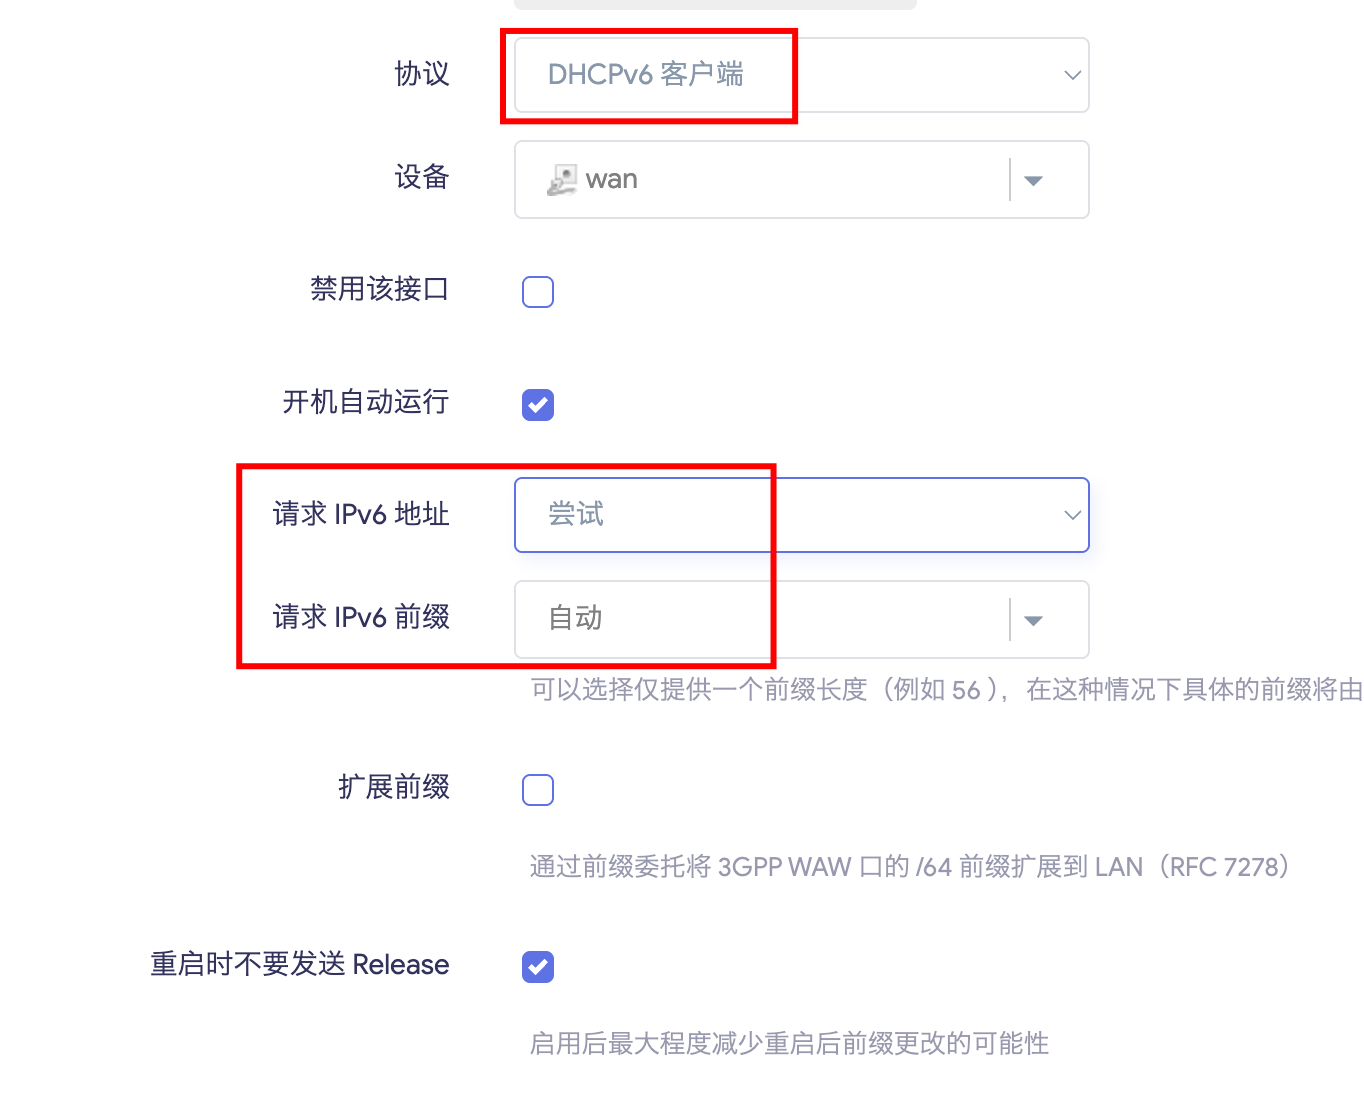 协议 DHCPv6 客户端
设备 wan
禁用该接口
开机自动运行
请求 IPv6 地址 尝试
请求 IPv6 前缀 自动
可以选择仅提供一个前缀长度（例如 56 ），在这种情况下具体的前缀将由
扩展前缀
通过前缀委托将 3GPP WAW 口的 /64 前缀扩展到 LAN（RFC 7278）
重启时不要发送 Release
启用后最大程度减少重启后前缀更改的可能性